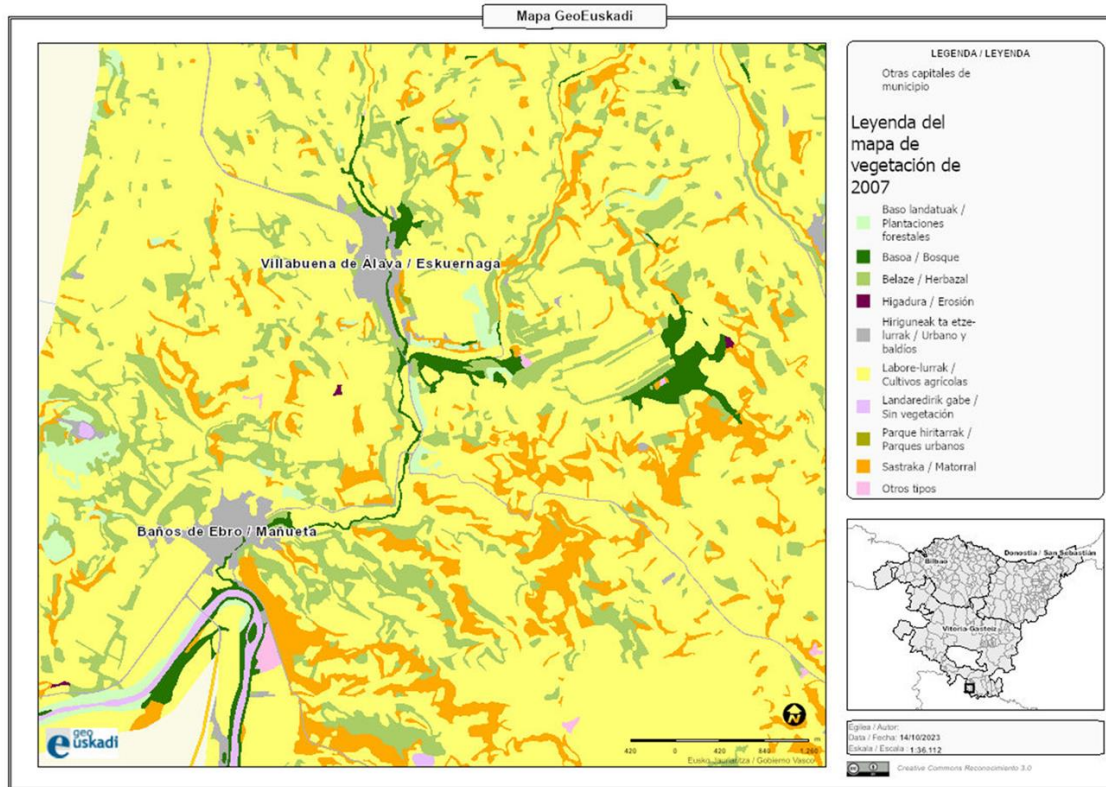 Mapa GeoEuskadi
Villabuena de Álava / Eskuernaga
Baños de Ebro / Mañueta
geo
euskadi
N
420 0 420 840 1.260 m
Eusko Jaurlaritza / Gobierno Vasco
LEGENDA / LEYENDA
Otras capitales de
municipio
Leyenda del
mapa de
vegetación de
2007
Baso landatuak /
Plantaciones
forestales
Basoa / Bosque
Belaze / Herbazal
Higadura / Erosión
Hiriguneak ta etze-
lurrak / Urbano y
baldíos
Labore-lurrak /
Cultivos agrícolas
Landaredirik gabe /
Sin vegetación
Parque hiritarrak /
Parques urbanos
Sastraka / Matorral
Otros tipos
Donostia / San Sebastián
Bilbao
Vitoria-Gasteiz
Egilea / Autor:
Data / Fecha: 14/10/2023
Eskala / Escala : 1:36.112
cc
Creative Commons Reconocimiento 3.0